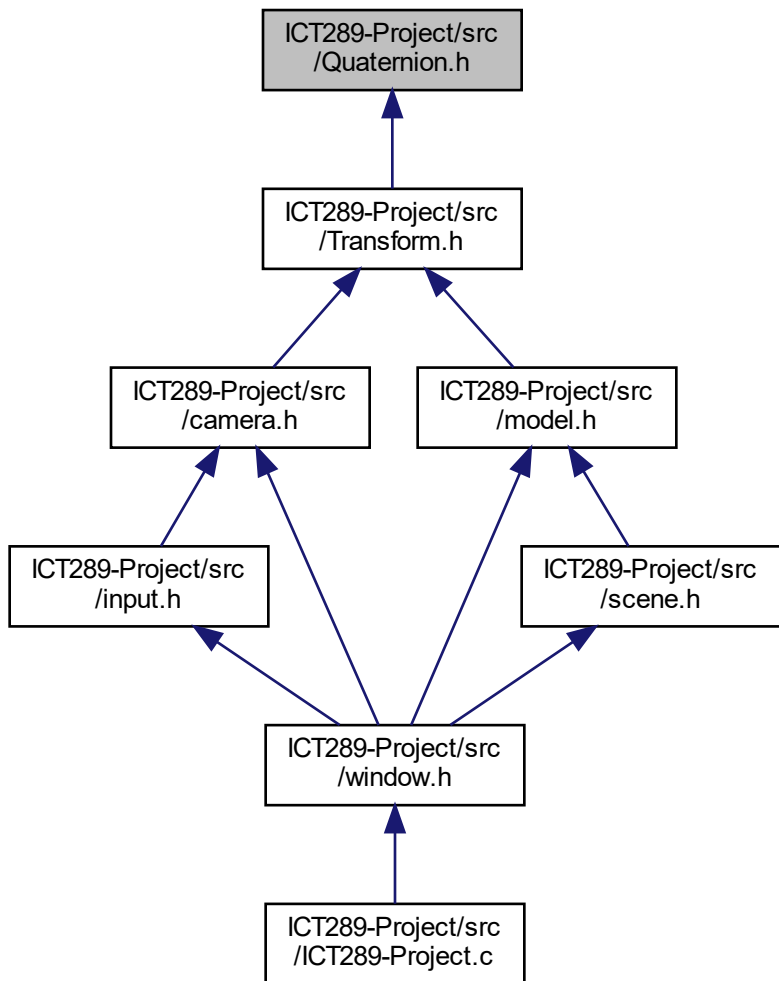 ICT289-Project/src
/Quaternion.h
ICT289-Project/src
/Transform.h
ICT289-Project/src
/camera.h
ICT289-Project/src
/model.h
ICT289-Project/src
/input.h
ICT289-Project/src
/scene.h
ICT289-Project/src
/window.h
ICT289-Project/src
/ICT289-Project.c